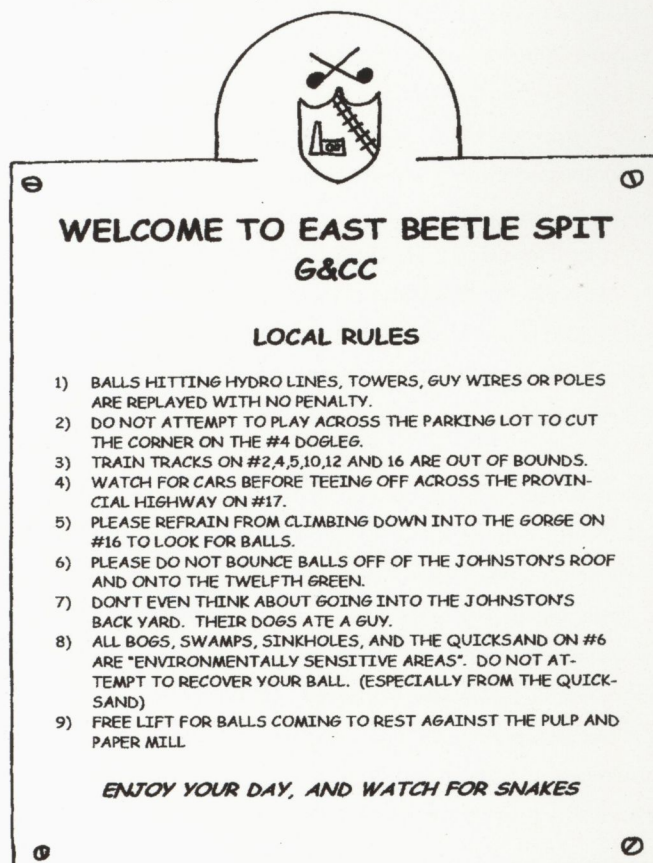 WELCOME TO EAST BEETLE SPIT
G&CC
LOCAL RULES
1) BALLS HITTING HYDRO LINES, TOWERS, GUY WIRES OR POLES
ARE REPLAYED WITH NO PENALTY.
2) DO NOT ATTEMPT TO PLAY ACROSS THE PARKING LOT TO CUT
THE CORNER ON THE #4 DOGLEG.
3) TRAIN TRACKS ON #2,4,5,10,12 AND 16 ARE OUT OF BOUNDS.
4) WATCH FOR CARS BEFORE TEEING OFF ACROSS THE PROVIN-
CIAL HIGHWAY ON #17.
5) PLEASE REFRAIN FROM CLIMBING DOWN INTO THE GORGE ON
#16 TO LOOK FOR BALLS.
6) PLEASE DO NOT BOUNCE BALLS OFF OF THE JOHNSTON'S ROOF
AND ONTO THE TWELFTH GREEN.
7) DON'T EVEN THINK ABOUT GOING INTO THE JOHNSTON'S
BACK YARD. THEIR DOGS ATE A GUY.
8) ALL BOGS, SWAMPS, SINKHOLES, AND THE QUICKSAND ON #6
ARE "ENVIRONMENTALLY SENSITIVE AREAS". DO NOT AT-
TEMPT TO RECOVER YOUR BALL. (ESPECIALLY FROM THE QUICK-
SAND)
9) FREE LIFT FOR BALLS COMING TO REST AGAINST THE PULP AND
PAPER MILL
ENJOY YOUR DAY, AND WATCH FOR SNAKES